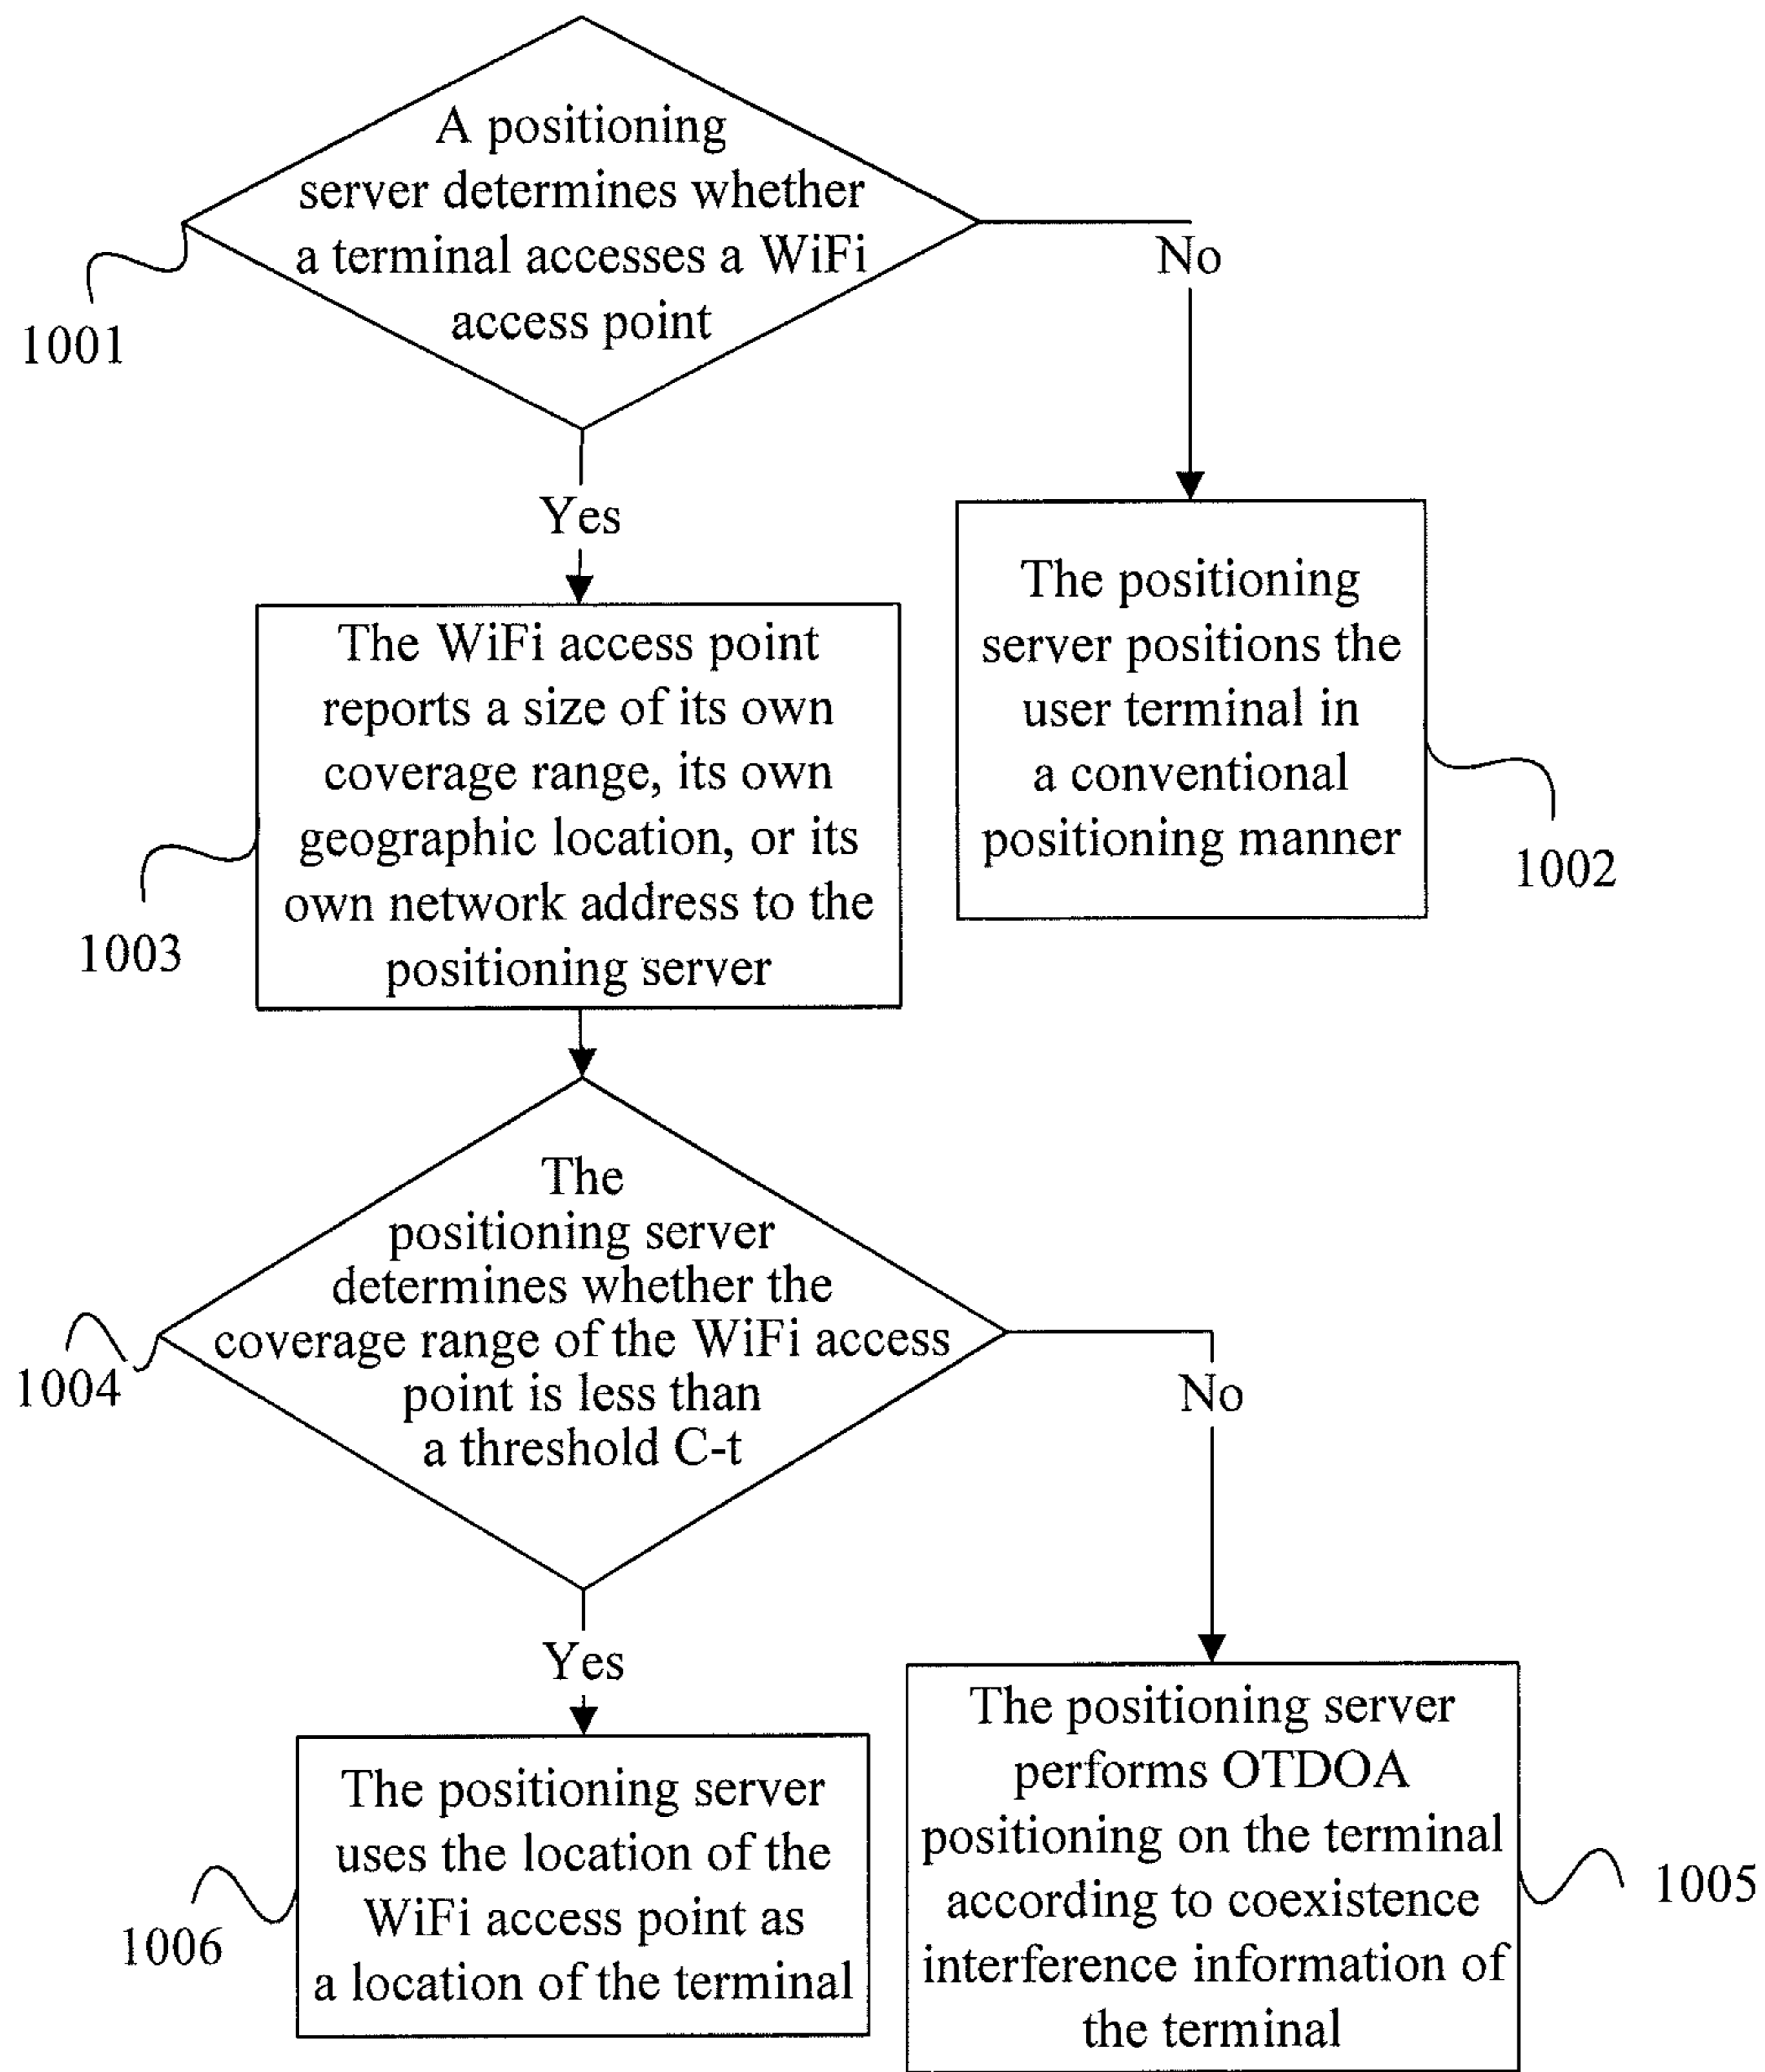 A positioning
server determines whether
a terminal accesses a WiFi
access point
1001
No
Yes
The positioning
server positions the
user terminal in
a conventional
positioning manner
1002
The WiFi access point
reports a size of its own
coverage range, its own
geographic location, or its
own network address to the
positioning server
1003
The
positioning server
determines whether the
coverage range of the WiFi access
point is less than
a threshold C-t
1004
No
Yes
The positioning server
performs OTDOA
positioning on the terminal
according to coexistence
interference information of
the terminal
1005
The positioning server
uses the location of the
WiFi access point as
a location of the terminal
1006